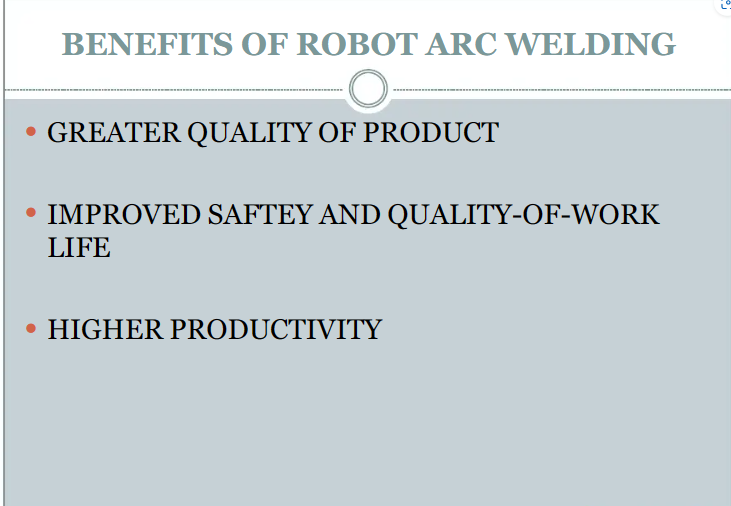 BENEFITS OF ROBOT ARC WELDING
• GREATER QUALITY OF PRODUCT
• IMPROVED SAFTEY AND QUALITY-OF-WORK
LIFE
• HIGHER PRODUCTIVITY